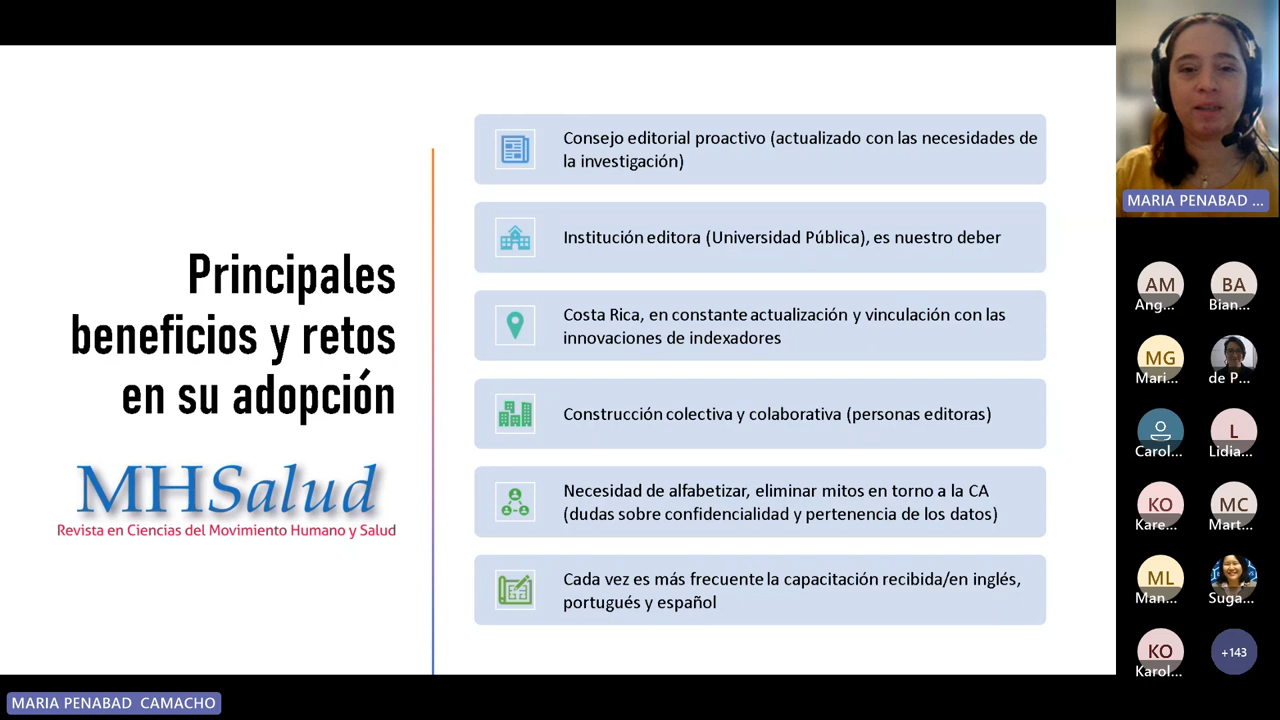 Principales
beneficios y retos
en su adopción
MHSalud
Revista en Ciencias del Movimiento Humano y Salud
Consejo editorial proactivo (actualizado con las necesidades de
la investigación)
Institución editora (Universidad Pública), es nuestro deber
Costa Rica, en constante actualización y vinculación con las
innovaciones de indexadores
Construcción colectiva y colaborativa (personas editoras)
Necesidad de alfabetizar, eliminar mitos en torno a la CA
(dudas sobre confidencialidad y pertenencia de los datos)
Cada vez es más frecuente la capacitación recibida/en inglés,
portugués y español
MARIA PENABAD ...
AM
Ang...
BA
Bian...
MG
Mari...
de P...
Carol...
L
Lidia...
KO
Kare...
MC
Mart...
ML
Man...
Suga...
KO
Karol...
+143
MARIA PENABAD CAMACHO